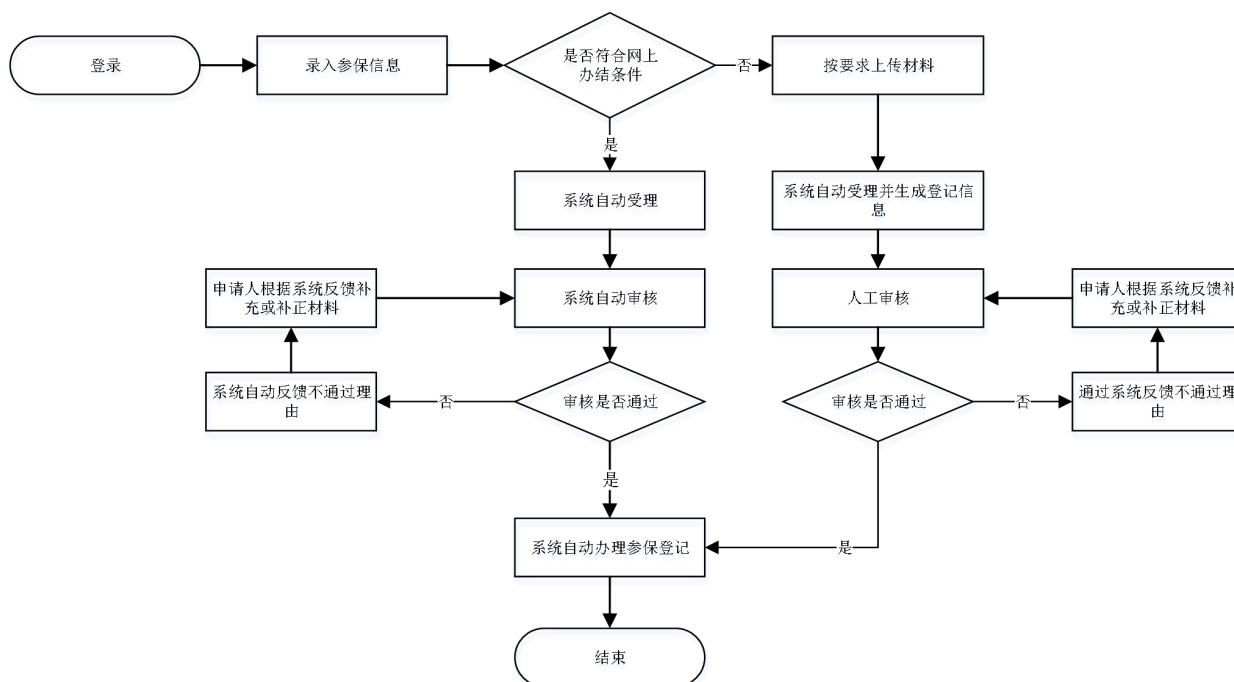 登录
录入参保信息
是否符合网上
办结条件
否
按要求上传材料
是
系统自动受理
系统自动受理并生成登记信
息
申请人根据系统反馈补
充或补正材料
系统自动审核
人工审核
申请人根据系统反馈补
充或补正材料
系统自动反馈不通过理
由
否
审核是否通过
审核是否通过
否
通过系统反馈不通过理
由
是
系统自动办理参保登记
是
结束